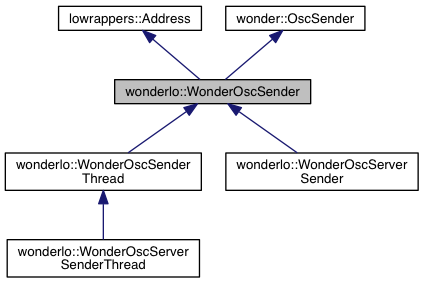 lowrappers::Address
wonder::OscSender
wonderlo::WonderOscSender
wonderlo::WonderOscSender
Thread
wonderlo::WonderOscServer
Sender
wonderlo::WonderOscServer
SenderThread